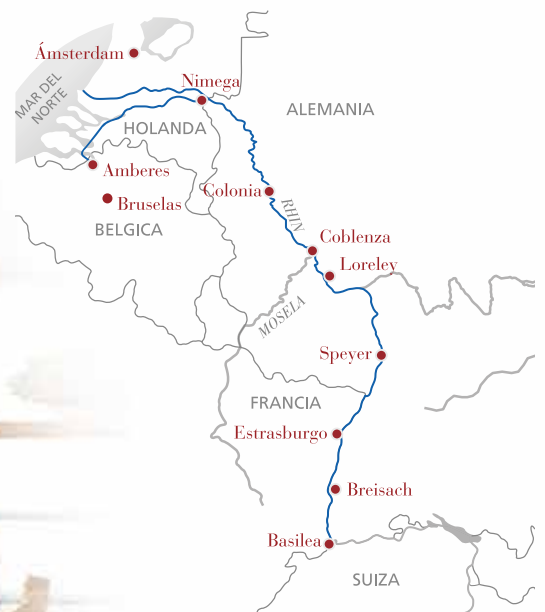 Ámsterdam
MAR DEL
NORTE
Nimega
ALEMANIA
HOLANDA
Amberes
Colonia
RHIN
Bruselas
BELGICA
Coblenza
Loreley
MOSELA
Speyer
FRANCIA
Estrasburgo
Breisach
Basilea
SUIZA